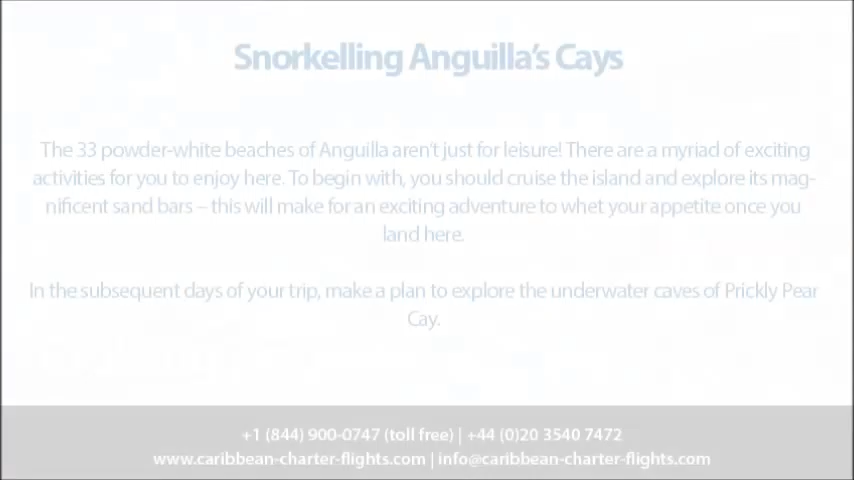 Snorkelling Anguilla's Cays
The 33 powder-white beaches of Anguilla aren't just for leisure! There are a myriad of exciting
activities for you to enjoy here. To begin with, you should cruise the island and explore its mag-
nificent sand bars – this will make for an exciting adventure to whet your appetite once you
land here.
In the subsequent days of your trip, make a plan to explore the underwater caves of Prickly Pear
Cay.
+1 (844) 900-0747 (toll free) | +44 (0)20 3540 7472
www.caribbean-charter-flights.com | info@caribbean-charter-flights.com